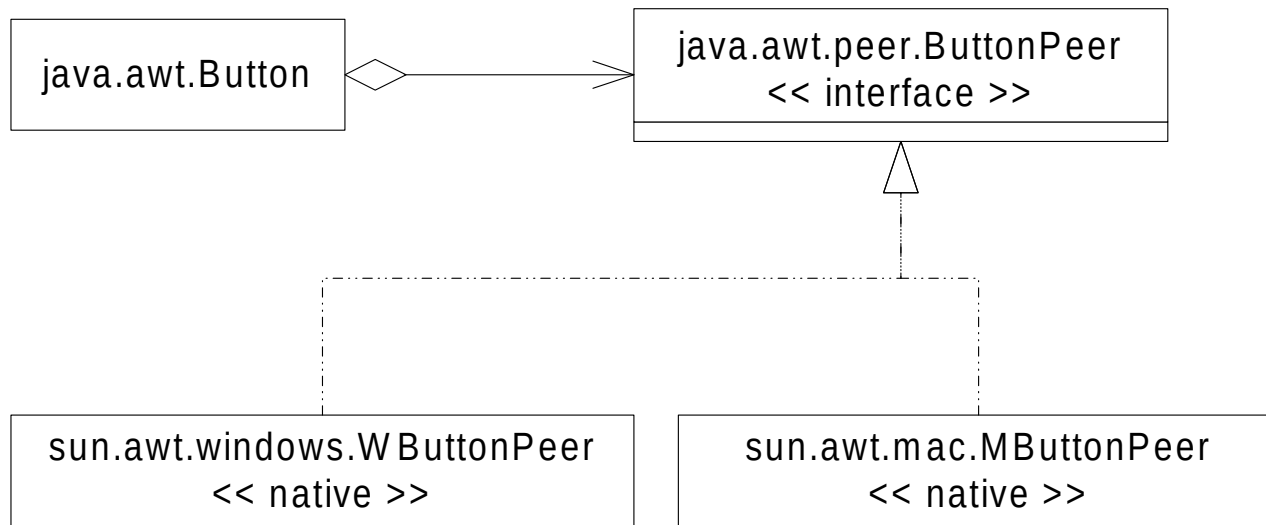 java.awt.Button
java.awt.peer.ButtonPeer
<< interface >>
sun.awt.windows.WButtonPeer
<< native >>
sun.awt.mac.MButtonPeer
<< native >>